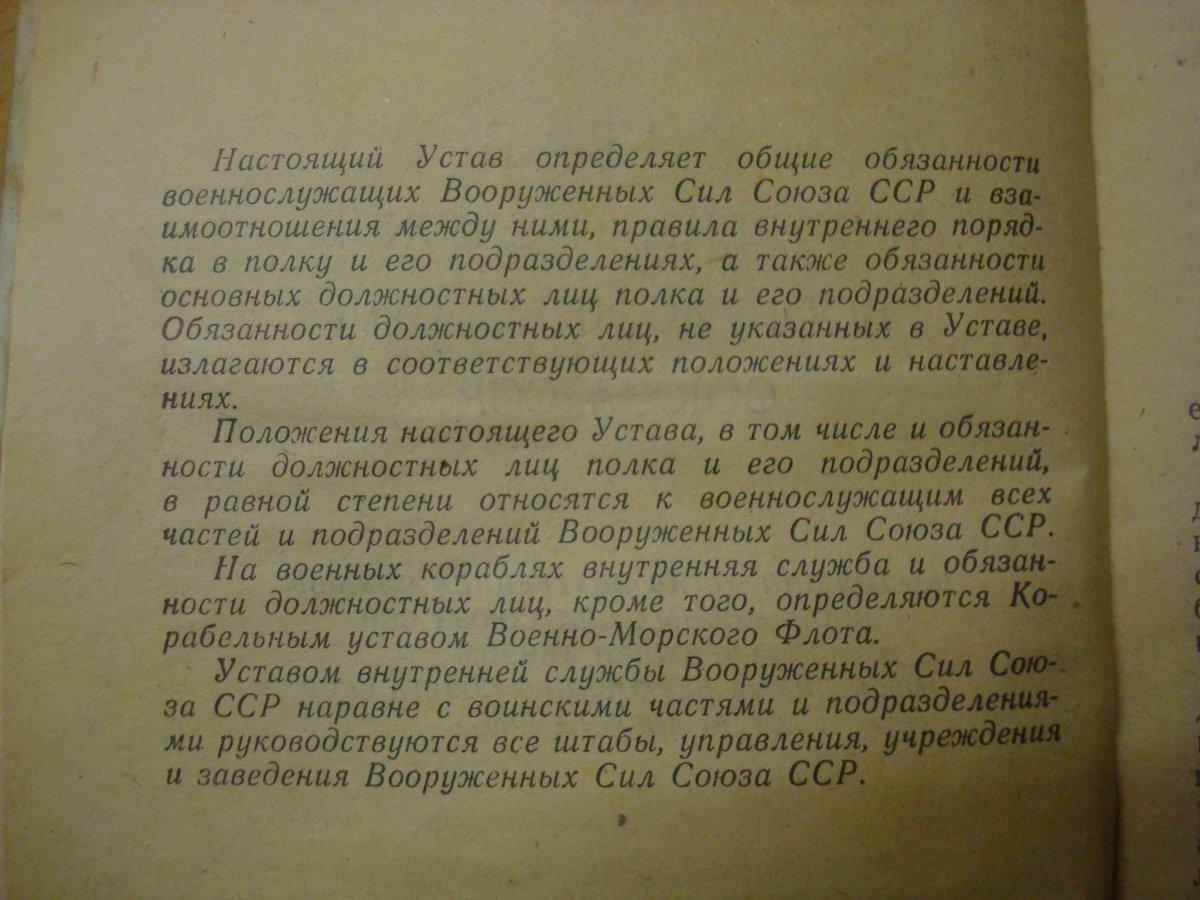 Настоящий Устав определяет общие обязанности
военнослужащих Вооруженных Сил Союза ССР и вза-
имоотношения между ними, правила внутреннего поряд-
ка в полку и его подразделениях, а также обязанности
основных должностных лиц полка и его подразделений.
Обязанности должностных лиц, не указанных в Уставе,
излагаются в соответствующих положениях и наставле-
ниях.
Положения настоящего Устава, в том числе и обязан-
ности должностных лиц полка и его подразделений,
в равной степени относятся к военнослужащим всех
частей и подразделений Вооруженных Сил Союза ССР.
На военных кораблях внутренняя служба и обязан-
ности должностных лиц, кроме того, определяются Ко-
рабельным уставом Военно-Морского Флота.
Уставом внутренней службы Вооруженных Сил Сою-
за ССР наравне с воинскими частями и подразделения-
ми руководствуются все штабы, управления, учреждения
и заведения Вооруженных Сил Союза ССР.